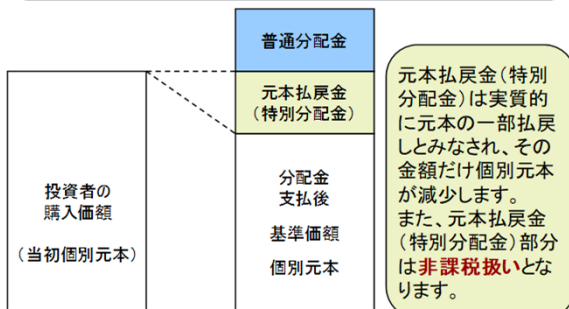 普通分配金
元本払戻金
（特別分配金）
投資者の
購入価額
（当初個別元本）
分配金
支払後
基準価額
個別元本
元本払戻金（特別
分配金）は実質的
に元本の一部払戻
しとみなされ、その
金額だけ個別元本
が減少します。
また、元本払戻金
（特別分配金）部分
は非課税扱いとな
ります。